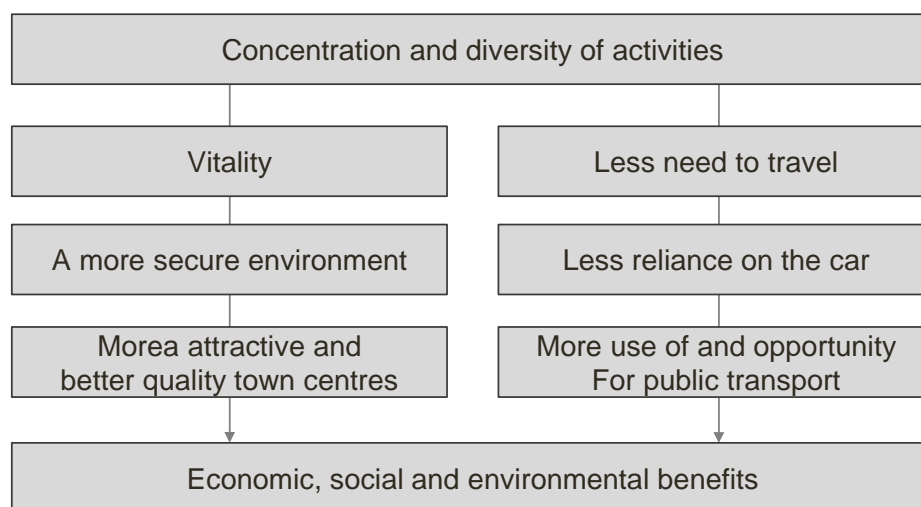 Concentration and diversity of activities
Vitality
Less need to travel
A more secure environment
Less reliance on the car
Morea attractive and
better quality town centres
More use of and opportunity
For public transport
Economic, social and environmental benefits